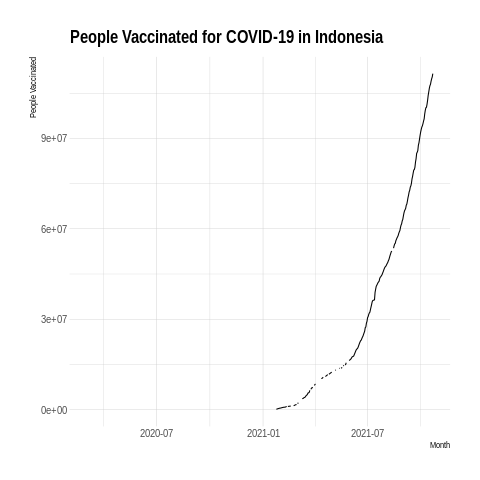 People Vaccinated for COVID-19 in Indonesia
People Vaccinated
9e+07
6e+07
3e+07
0e+00
2020-07 2021-01 2021-07
Month